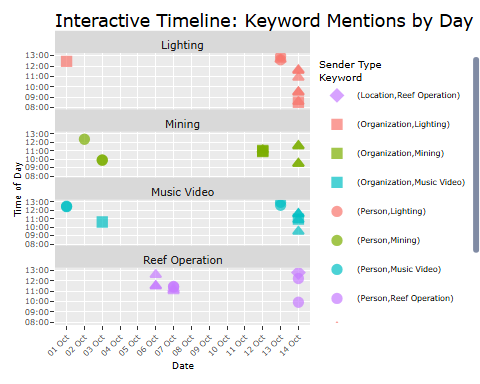 Interactive Timeline: Keyword Mentions by Day
Lighting
13:00
12:00
11:00
10:00
09:00
08:00
Mining
13:00
12:00
11:00
10:00
09:00
08:00
Music Video
13:00
12:00
11:00
10:00
09:00
08:00
Reef Operation
13:00
12:00
11:00
10:00
09:00
08:00
Time of Day
01 Oct
02 Oct
03 Oct
04 Oct
05 Oct
06 Oct
07 Oct
08 Oct
09 Oct
10 Oct
11 Oct
12 Oct
13 Oct
14 Oct
Date
Sender Type
Keyword
(Location,Reef Operation)
(Organization,Lighting)
(Organization,Mining)
(Organization,Music Video)
(Person,Lighting)
(Person,Mining)
(Person,Music Video)
(Person,Reef Operation)